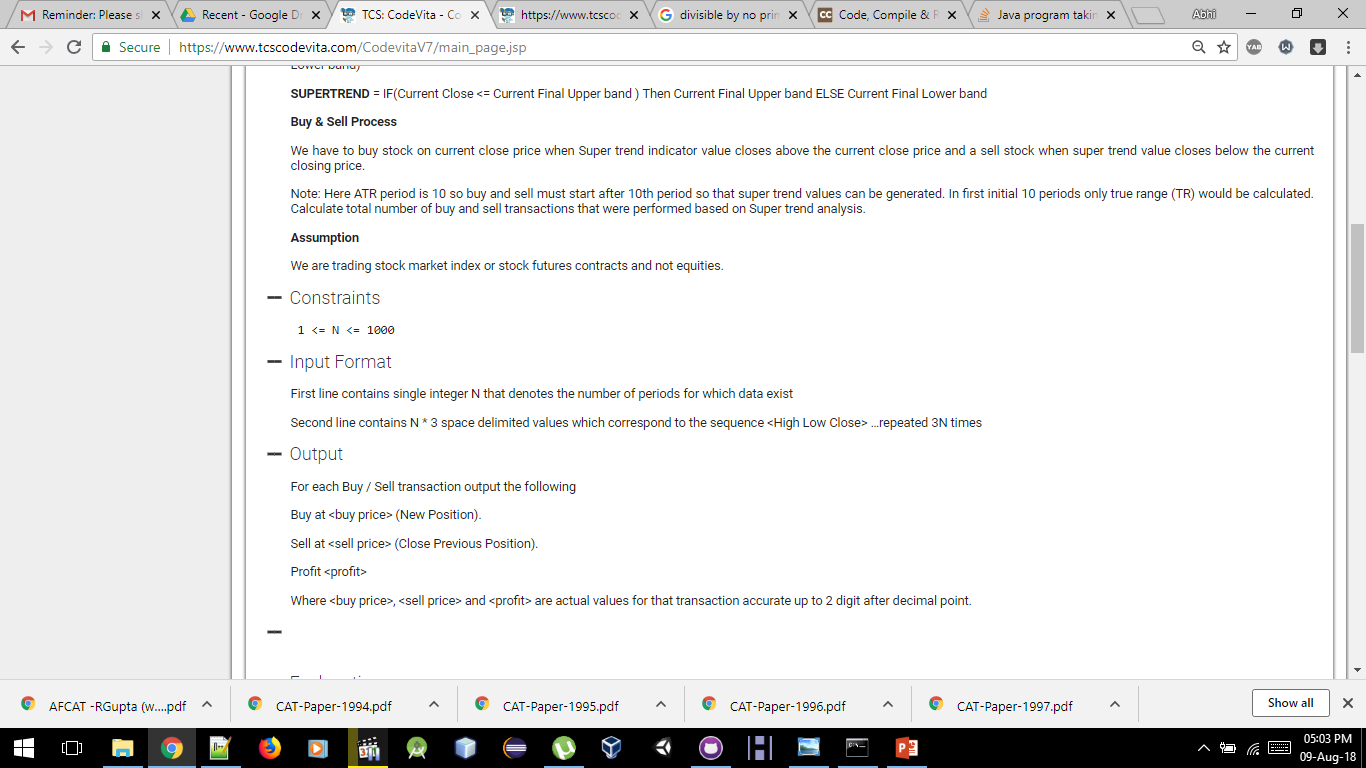 Reminder: Please s
Recent - Google D
TCS: CodeVita - Co
https://www.tcscoc
divisible by no prin
Code, Compile & R
Java program takin
Abhi
Secure
https://www.tcscodevita.com/CodevitaV7/main_page.jsp
Lower band)
SUPERTREND = IF(Current Close <= Current Final Upper band ) Then Current Final Upper band ELSE Current Final Lower band
Buy & Sell Process
We have to buy stock on current close price when Super trend indicator value closes above the current close price and a sell stock when super trend value closes below the current
closing price.
Note: Here ATR period is 10 so buy and sell must start after 10th period so that super trend values can be generated. In first initial 10 periods only true range (TR) would be calculated.
Calculate total number of buy and sell transactions that were performed based on Super trend analysis.
Assumption
We are trading stock market index or stock futures contracts and not equities.
Constraints
1 <= N <= 1000
Input Format
First line contains single integer N that denotes the number of periods for which data exist
Second line contains N * 3 space delimited values which correspond to the sequence <High Low Close> ...repeated 3N times
Output
For each Buy / Sell transaction output the following
Buy at <buy price> (New Position).
Sell at <sell price> (Close Previous Position).
Profit <profit>
Where <buy price>, <sell price> and <profit> are actual values for that transaction accurate up to 2 digit after decimal point.
AFCAT -RGupta (w....pdf
CAT-Paper-1994.pdf
CAT-Paper-1995.pdf
CAT-Paper-1996.pdf
CAT-Paper-1997.pdf
Show all
05:03 PM
09-Aug-18